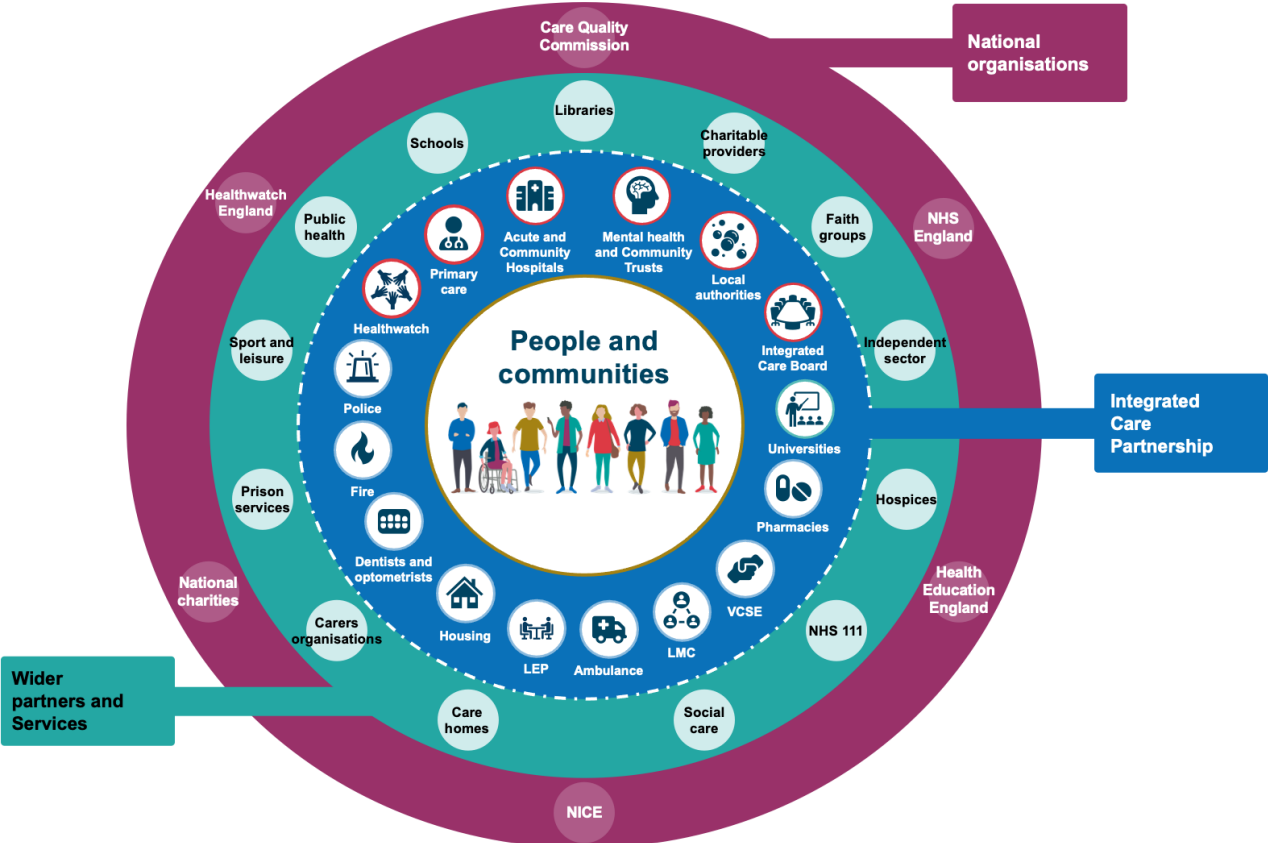 Care Quality
Commission
National
organisations
Libraries
Schools
Charitable
providers
Healthwatch
England
Public
health
Faith
groups
NHS
England
Primary
care
Acute and
Community
Hospitals
Mental health
and Community
Trusts
Local
authorities
Healthwatch
Integrated
Care Board
Sport and
leisure
Independent
sector
People and
communities
Police
Universities
Integrated
Care
Partnership
Fire
Pharmacies
Prison
services
Hospices
Dentists and
optometrists
VCSE
National
charities
Health
Education
England
Carers
organisations
Housing
LEP
Ambulance
LMC
NHS 111
Wider
partners and
Services
Care
homes
Social
care
NICE